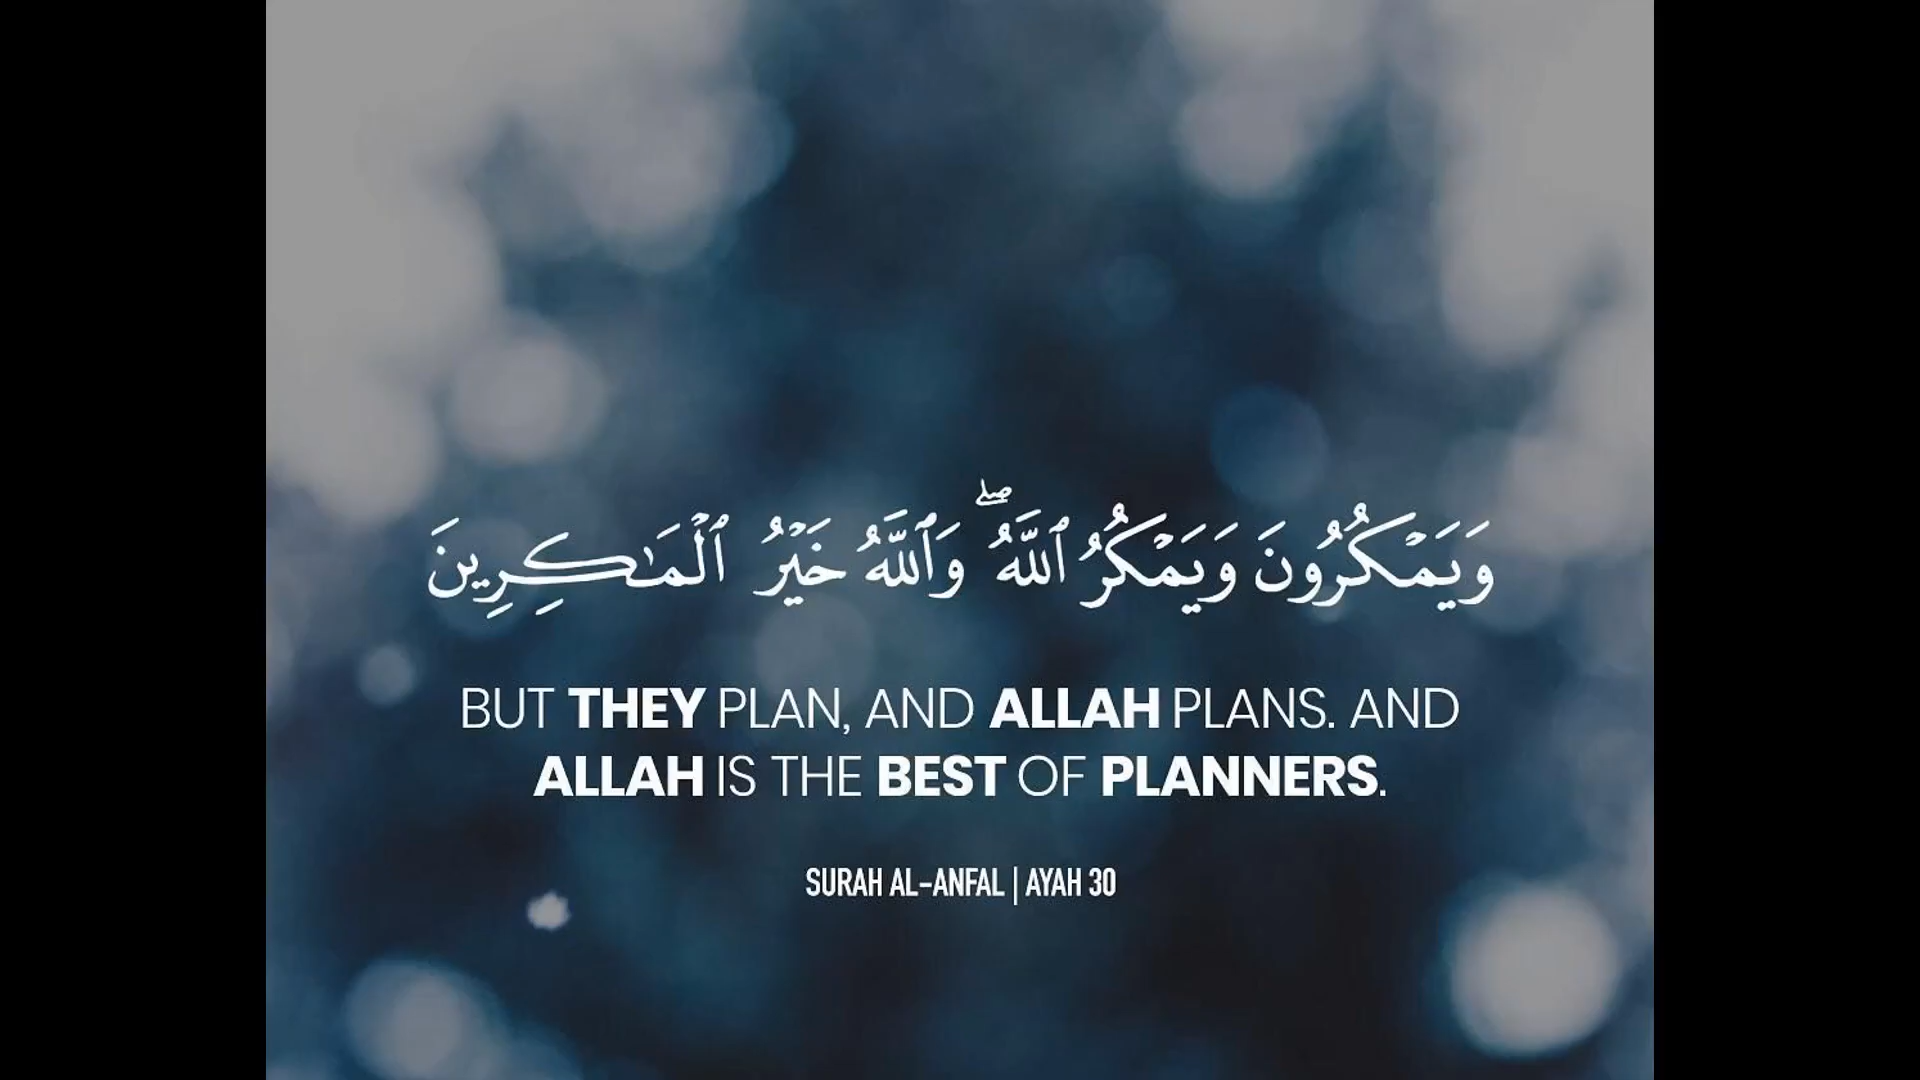 وَيَمْكُرُونَ وَيَمْكُرُ ٱللَّهُ ۖ وَٱللَّهُ خَيْرُ ٱلْمَـٰكِرِينَ
BUT THEY PLAN, AND ALLAH PLANS. AND
ALLAH IS THE BEST OF PLANNERS.
SURAH AL-ANFAL | AYAH 30